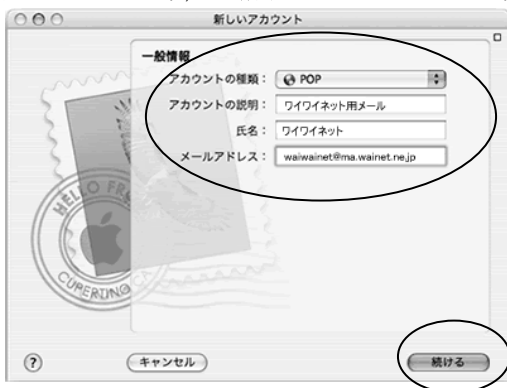 新しいアカウント
一般情報
アカウントの種類： POP
アカウントの説明： ワイワイネット用メール
氏名： ワイワイネット
メールアドレス： waiwainet@ma.wainet.ne.jp
HELLO FR
CUPERTINO CA
? キャンセル 続ける